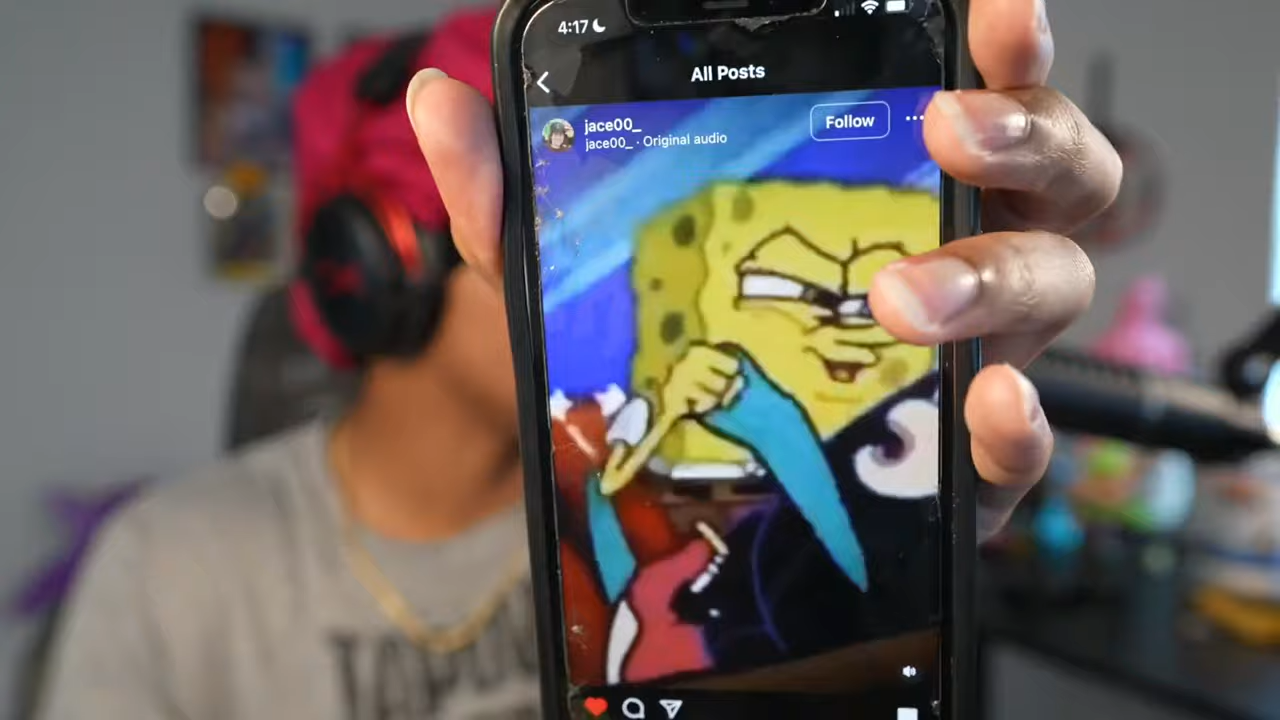 4:17
All Posts
jace00_
Follow
jace00_ · Original audio